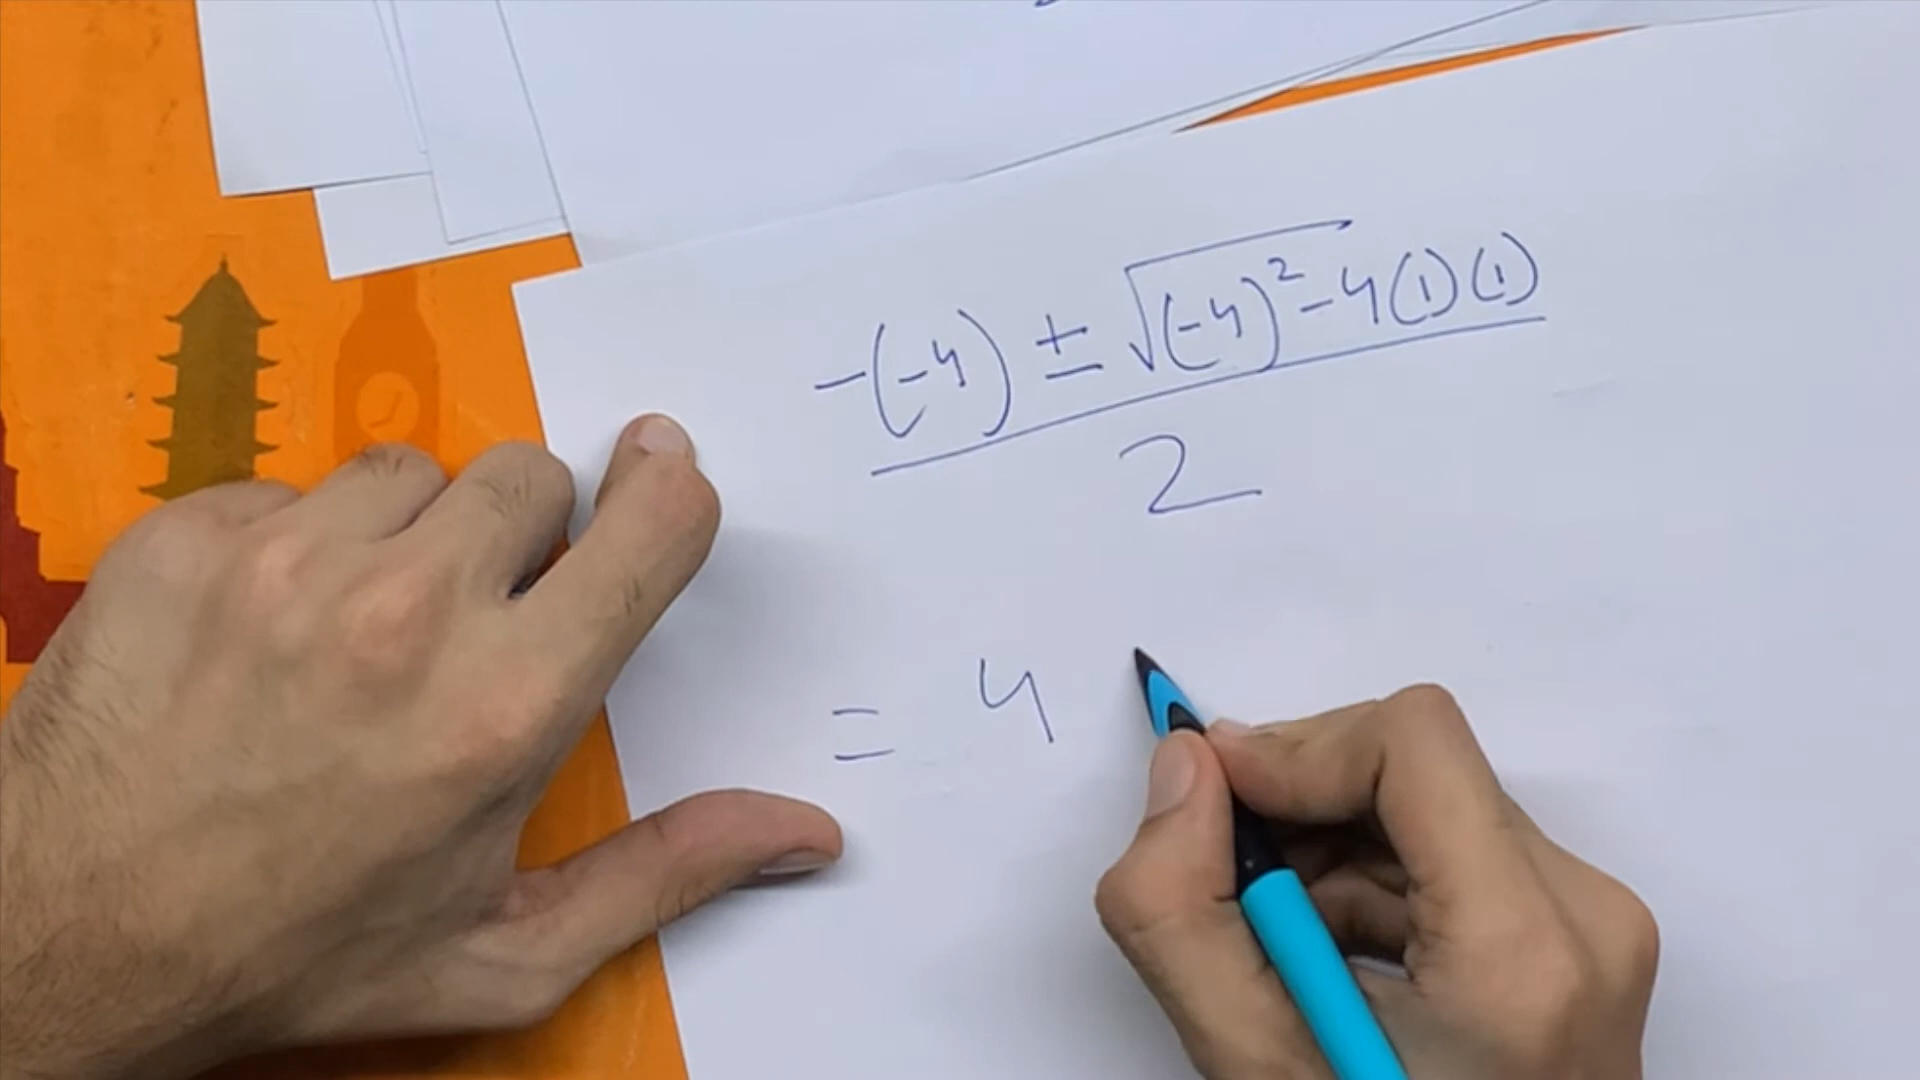 -(-4) ± √(-4)² - 4(1)(1)
2
= 4